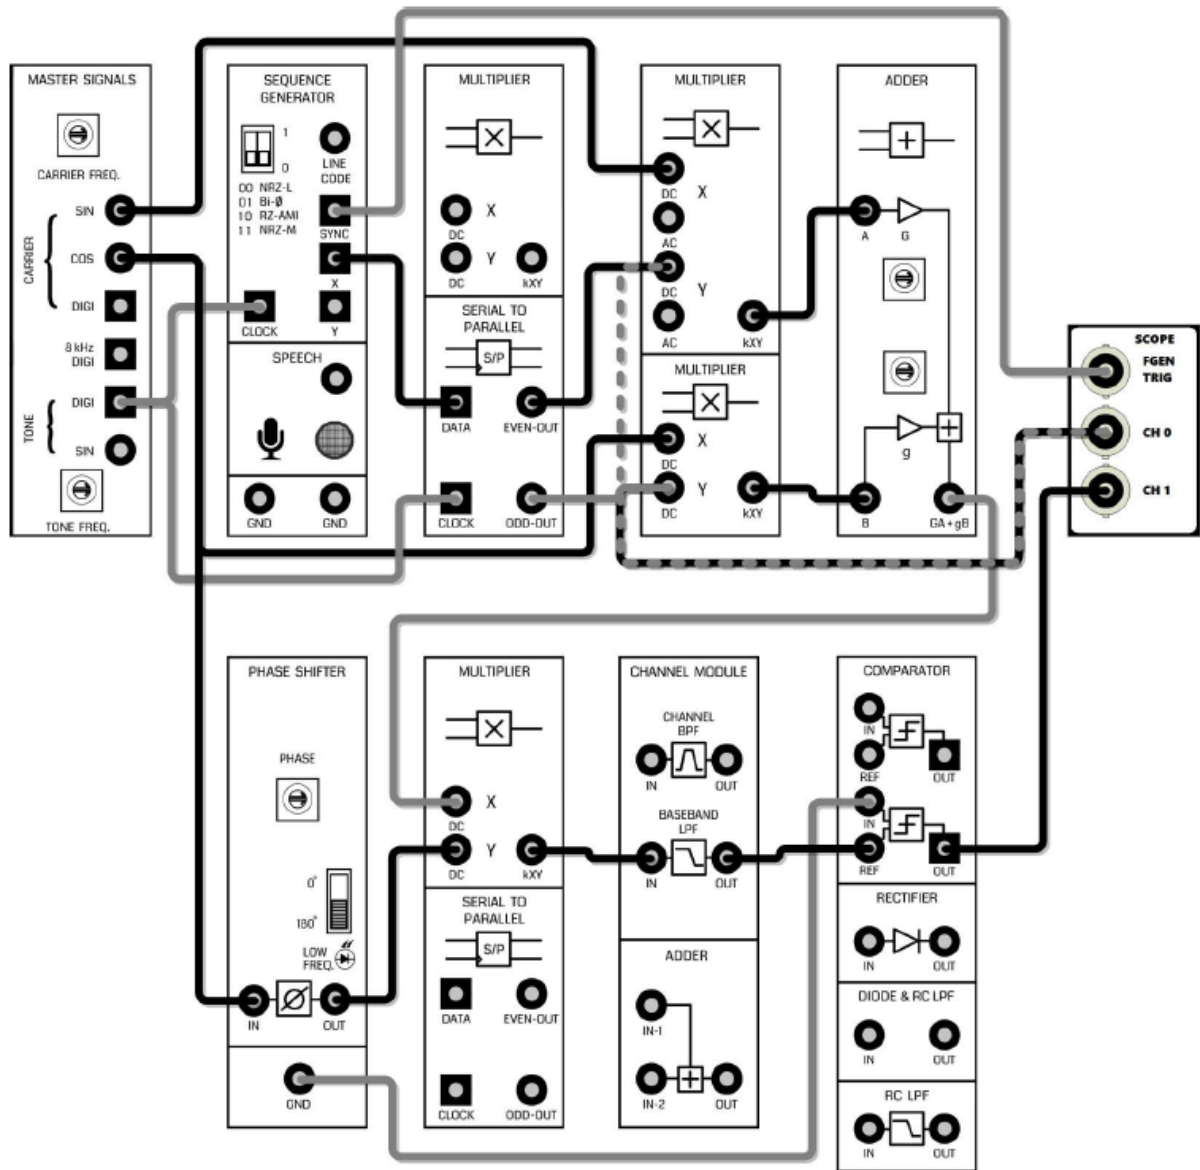 MASTER SIGNALS
CARRIER FREQ.
SIN
COS
CARRIER
DIGI
8 kHz
DIGI
DIGI
TONE
SIN
TONE FREQ.
SEQUENCE
GENERATOR
1
0
LINE
CODE
00 NRZ-L
01 Bi-Ø
10 RZ-AMI
11 NRZ-M
SYNC
X
CLOCK
Y
SPEECH
GND
GND
MULTIPLIER
X
X
DC
Y
DC
kXY
SERIAL TO
PARALLEL
S/P
DATA
EVEN-OUT
CLOCK
ODD-OUT
MULTIPLIER
X
DC
X
AC
DC
Y
AC
kXY
MULTIPLIER
X
X
DC
Y
DC
kXY
ADDER
+
A
G
g
+
B
GA+gB
SCOPE
FGEN
TRIG
CH 0
CH 1
PHASE SHIFTER
PHASE
0°
180°
LOW
FREQ.
Ø
IN
OUT
GND
MULTIPLIER
X
X
DC
Y
DC
kXY
SERIAL TO
PARALLEL
S/P
DATA
EVEN-OUT
CLOCK
ODD-OUT
CHANNEL MODULE
CHANNEL
BPF
IN
OUT
BASEBAND
LPF
IN
OUT
ADDER
IN-1
+
IN-2
OUT
COMPARATOR
IN
REF
OUT
IN
REF
OUT
RECTIFIER
IN
OUT
DIODE & RC LPF
IN
OUT
RC LPF
IN
OUT